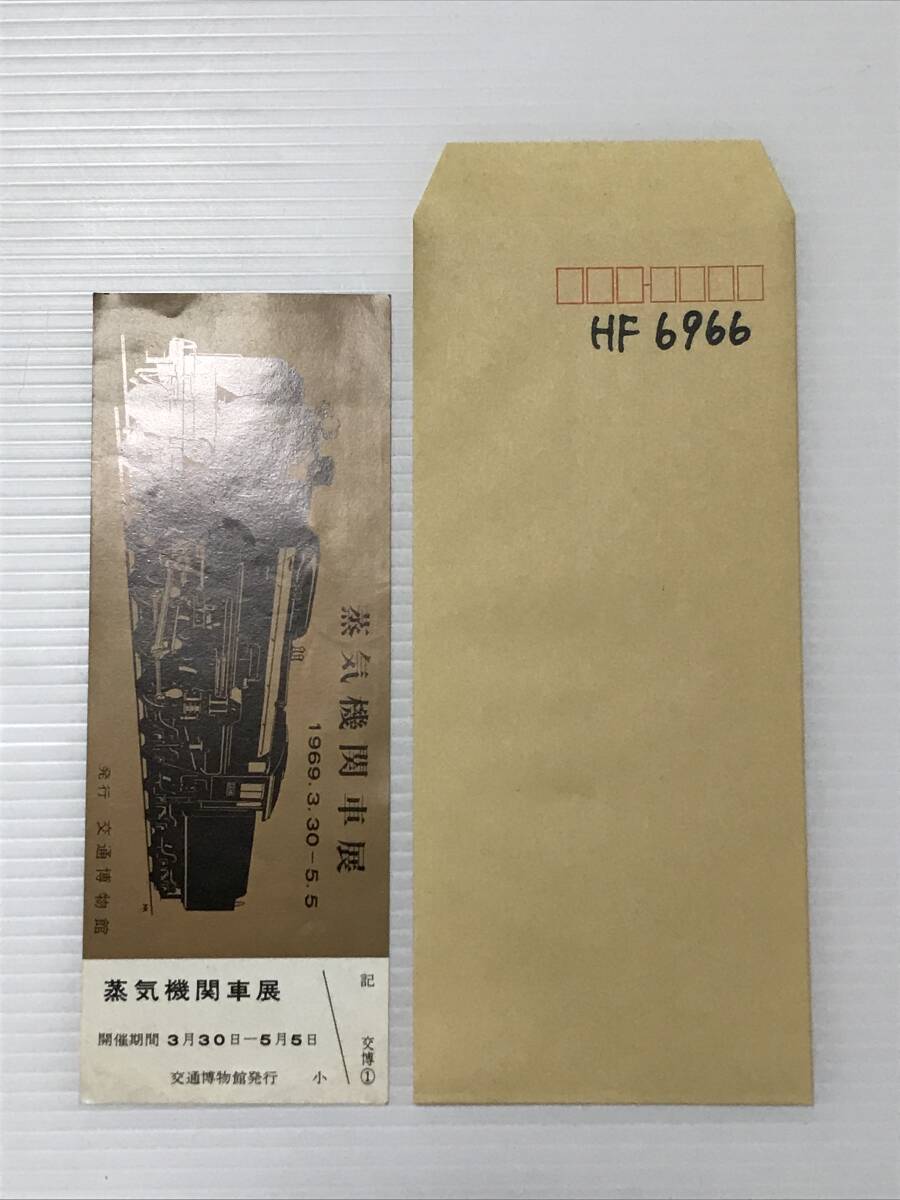 蒸気機関車展
1969.3.30-5.5
発行 交通博物館
蒸気機関車展
開催期間 3月30日—5月5日
交通博物館発行 小
記
交博①
HF 6966